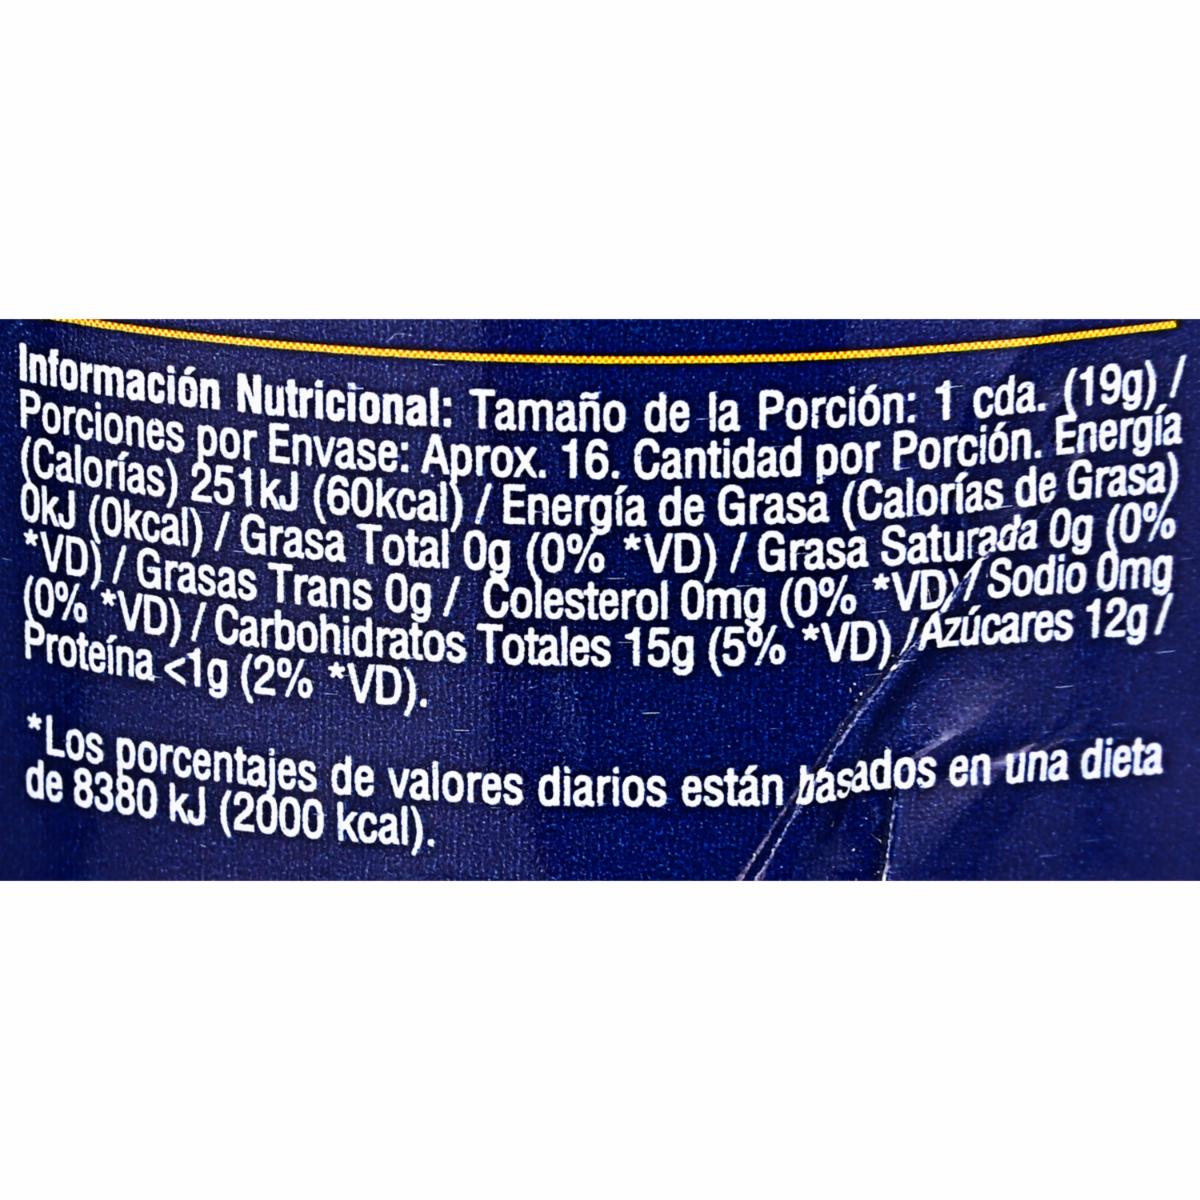 Información Nutricional: Tamaño de la Porción: 1 cda. (19g) /
Porciones por Envase: Aprox. 16. Cantidad por Porción. Energía
(Calorías) 251kJ (60kcal) / Energía de Grasa (Calorías de Grasa)
0kJ (0kcal) / Grasa Total 0g (0% *VD) / Grasa Saturada 0g (0%
*VD) / Grasas Trans 0g / Colesterol 0mg (0% *VD) / Sodio 0mg
(0% *VD) / Carbohidratos Totales 15g (5% *VD) / Azúcares 12g /
Proteína <1g (2% *VD).
*Los porcentajes de valores diarios están basados en una dieta
de 8380 kJ (2000 kcal).